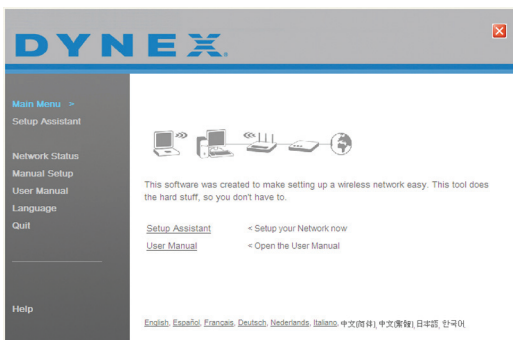 DYNEX
Main Menu >
Setup Assistant
Network Status
Manual Setup
User Manual
Language
Quit
Help
This software was created to make setting up a wireless network easy. This tool does
the hard stuff, so you don't have to.
Setup Assistant < Setup your Network now
User Manual < Open the User Manual
English, Español, Français, Deutsch, Nederlands, Italiano, 中文(简体), 中文(繁體), 日本語, 한국어,